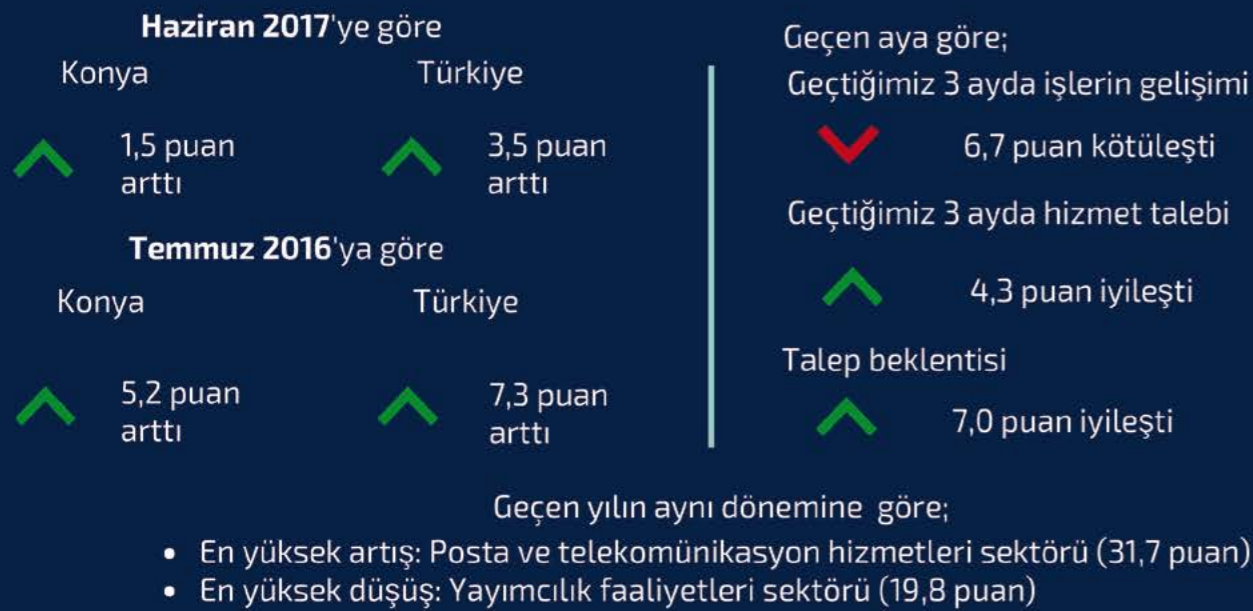 Haziran 2017'ye göre
Konya
Türkiye
1,5 puan
arttı
3,5 puan
arttı
Temmuz 2016'ya göre
Konya
Türkiye
5,2 puan
arttı
7,3 puan
arttı
Geçen aya göre;
Geçtiğimiz 3 ayda işlerin gelişimi
6,7 puan kötüleşti
Geçtiğimiz 3 ayda hizmet talebi
4,3 puan iyileşti
Talep beklentisi
7,0 puan iyileşti
Geçen yılın aynı dönemine göre;
• En yüksek artış: Posta ve telekomünikasyon hizmetleri sektörü (31,7 puan)
• En yüksek düşüş: Yayımcılık faaliyetleri sektörü (19,8 puan)